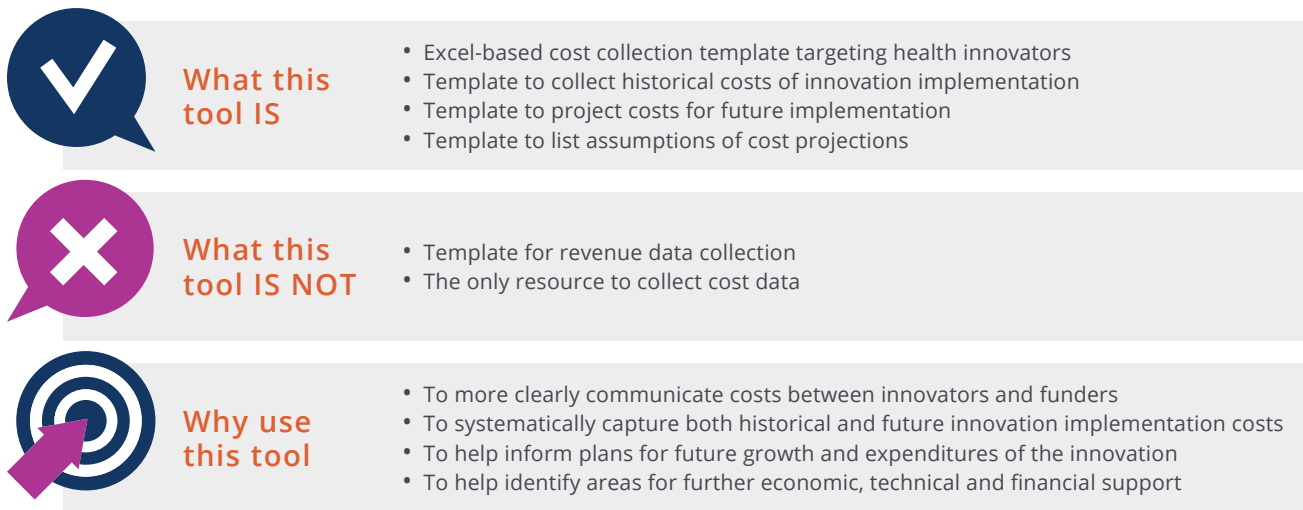 What this
tool IS
• Excel-based cost collection template targeting health innovators
• Template to collect historical costs of innovation implementation
• Template to project costs for future implementation
• Template to list assumptions of cost projections
What this
tool IS NOT
• Template for revenue data collection
• The only resource to collect cost data
Why use
this tool
• To more clearly communicate costs between innovators and funders
• To systematically capture both historical and future innovation implementation costs
• To help inform plans for future growth and expenditures of the innovation
• To help identify areas for further economic, technical and financial support